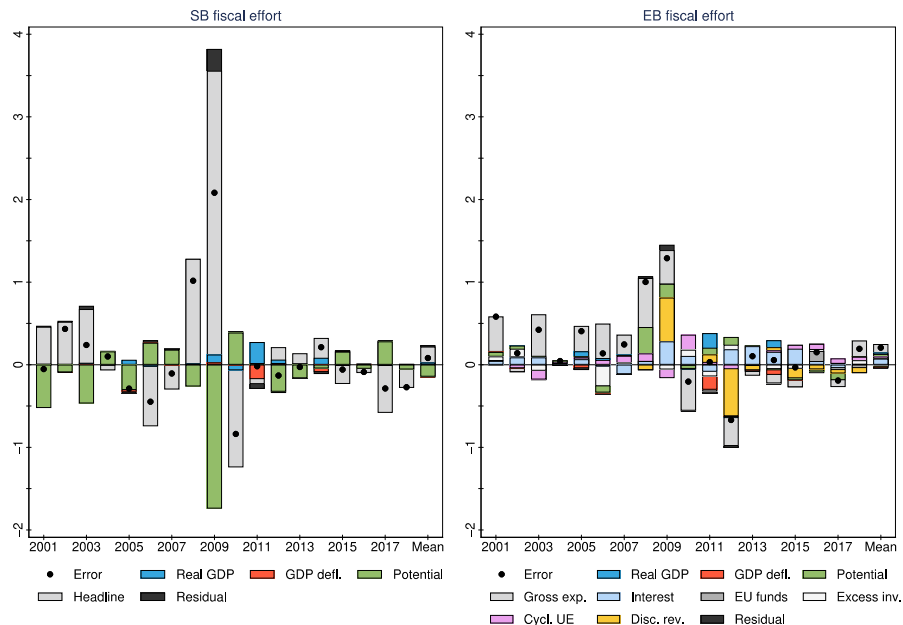 SB fiscal effort
4
3
2
1
0
−1
−2
2001 2003 2005 2007 2009 2011 2013 2015 2017 Mean
Error Real GDP GDP defl. Potential
Headline Residual
EB fiscal effort
4
3
2
1
0
−1
−2
2001 2003 2005 2007 2009 2011 2013 2015 2017 Mean
Error Real GDP GDP defl. Potential
Gross exp. Interest EU funds Excess inv.
Cycl. UE Disc. rev. Residual